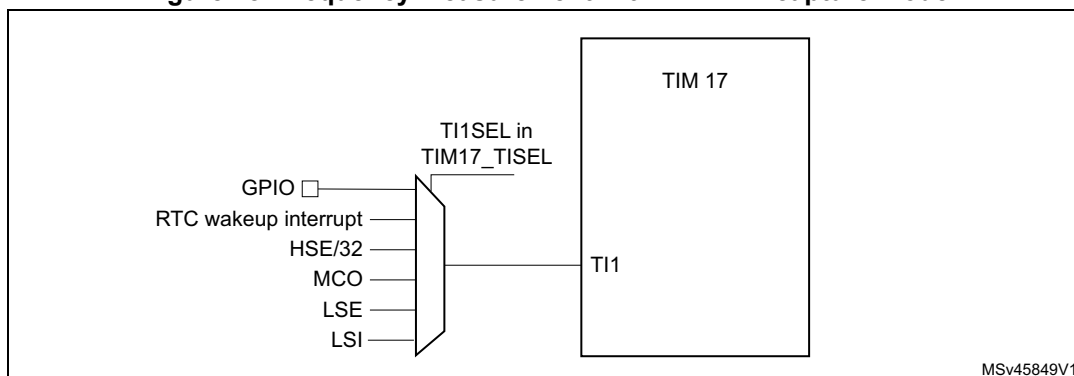 TIM 17
TI1SEL in
TIM17_TISEL
GPIO
RTC wakeup interrupt
HSE/32
MCO
LSE
LSI
TI1
MSv45849V1